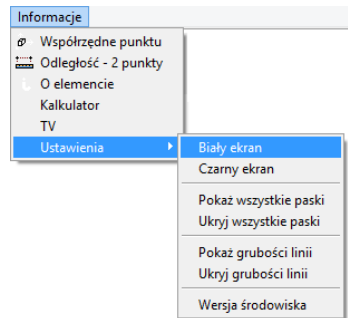 Informacje
Współrzędne punktu
Odległość - 2 punkty
O elemencie
Kalkulator
TV
Ustawienia
Biały ekran
Czarny ekran
Pokaż wszystkie paski
Ukryj wszystkie paski
Pokaż grubości linii
Ukryj grubości linii
Wersja środowiska